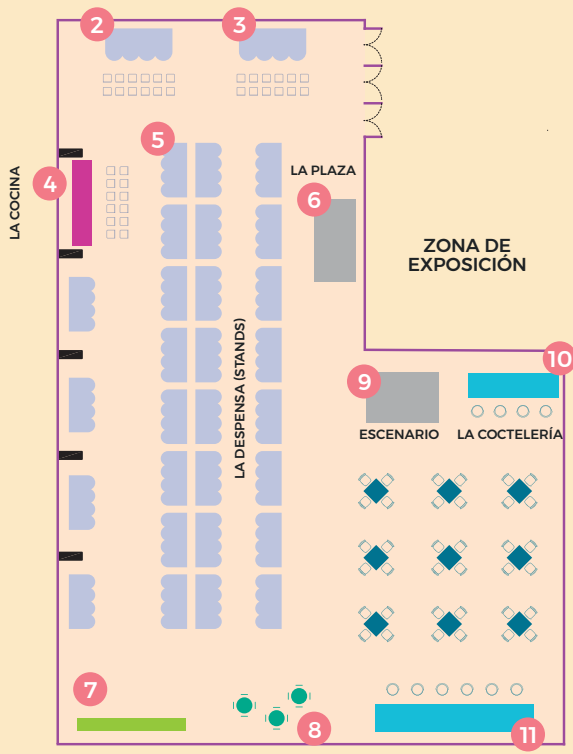 2
3
5
LA COCINA
4
LA PLAZA
6
ZONA DE
EXPOSICIÓN
LA DESPENSA (STANDS)
10
9
ESCENARIO
LA COCTELERÍA
7
8
11